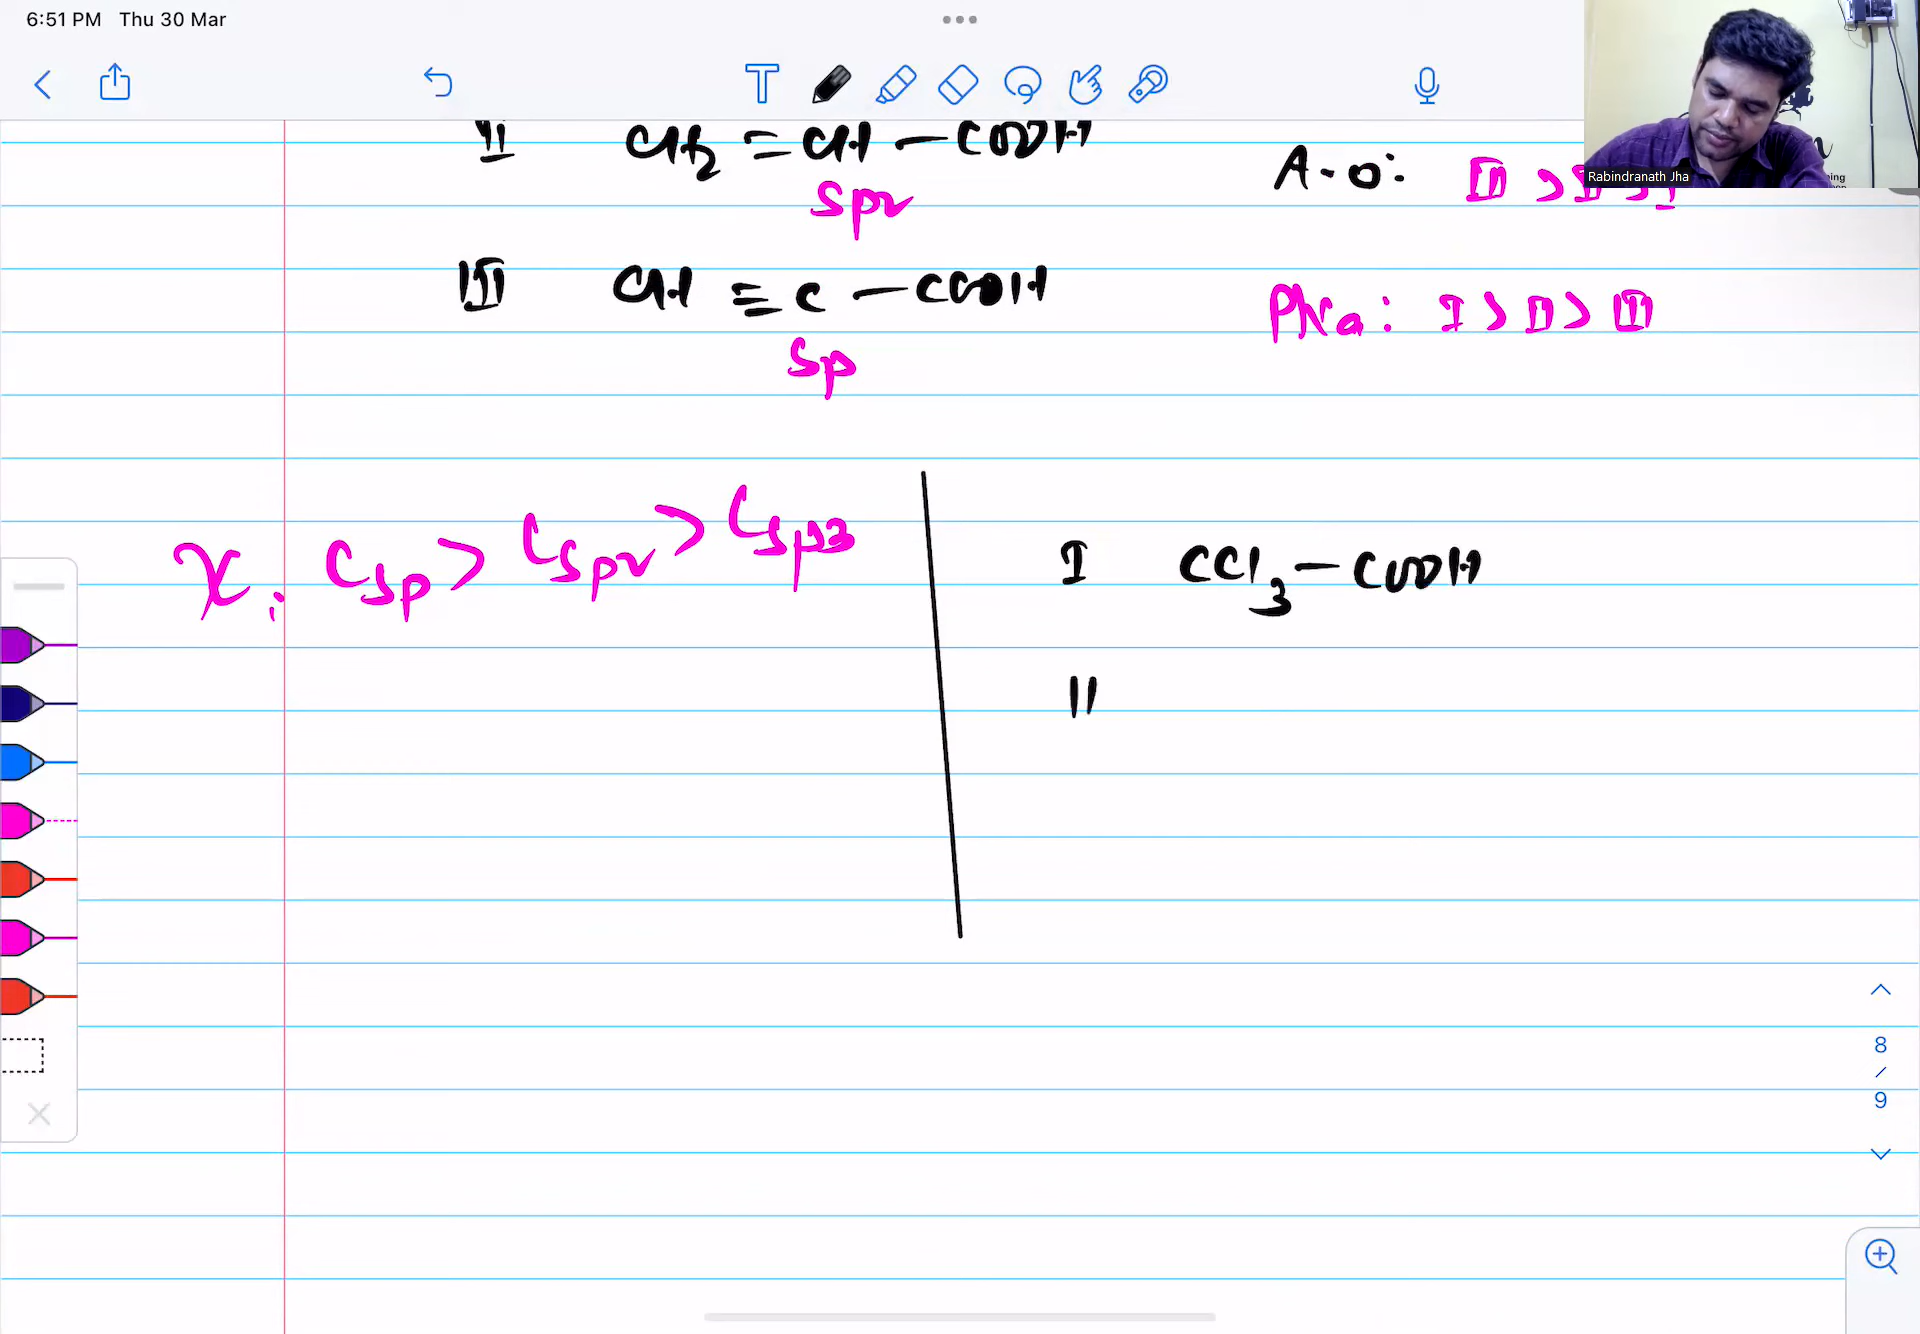 6:51 PM Thu 30 Mar
Rabindranath Jha
II CH2 = CH — COOH
sp2
A.O: III > II > I
III CH ≡ C — COOH
sp
PKa: I > II > III
χ: Csp > Csp2 > Csp3
I CCl3 — COOH
II
8
/
9